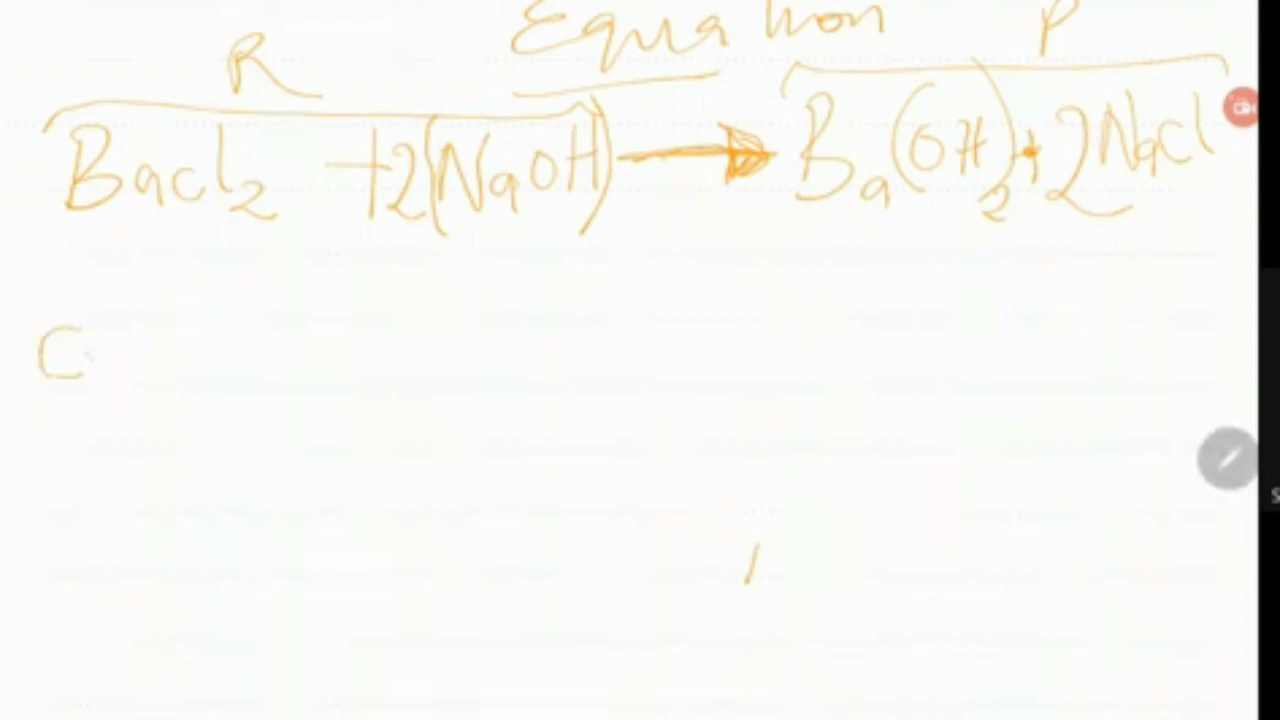 Equation
R P
BaCl₂ + 2(NaOH) → Ba(OH)₂ + 2NaCl
C